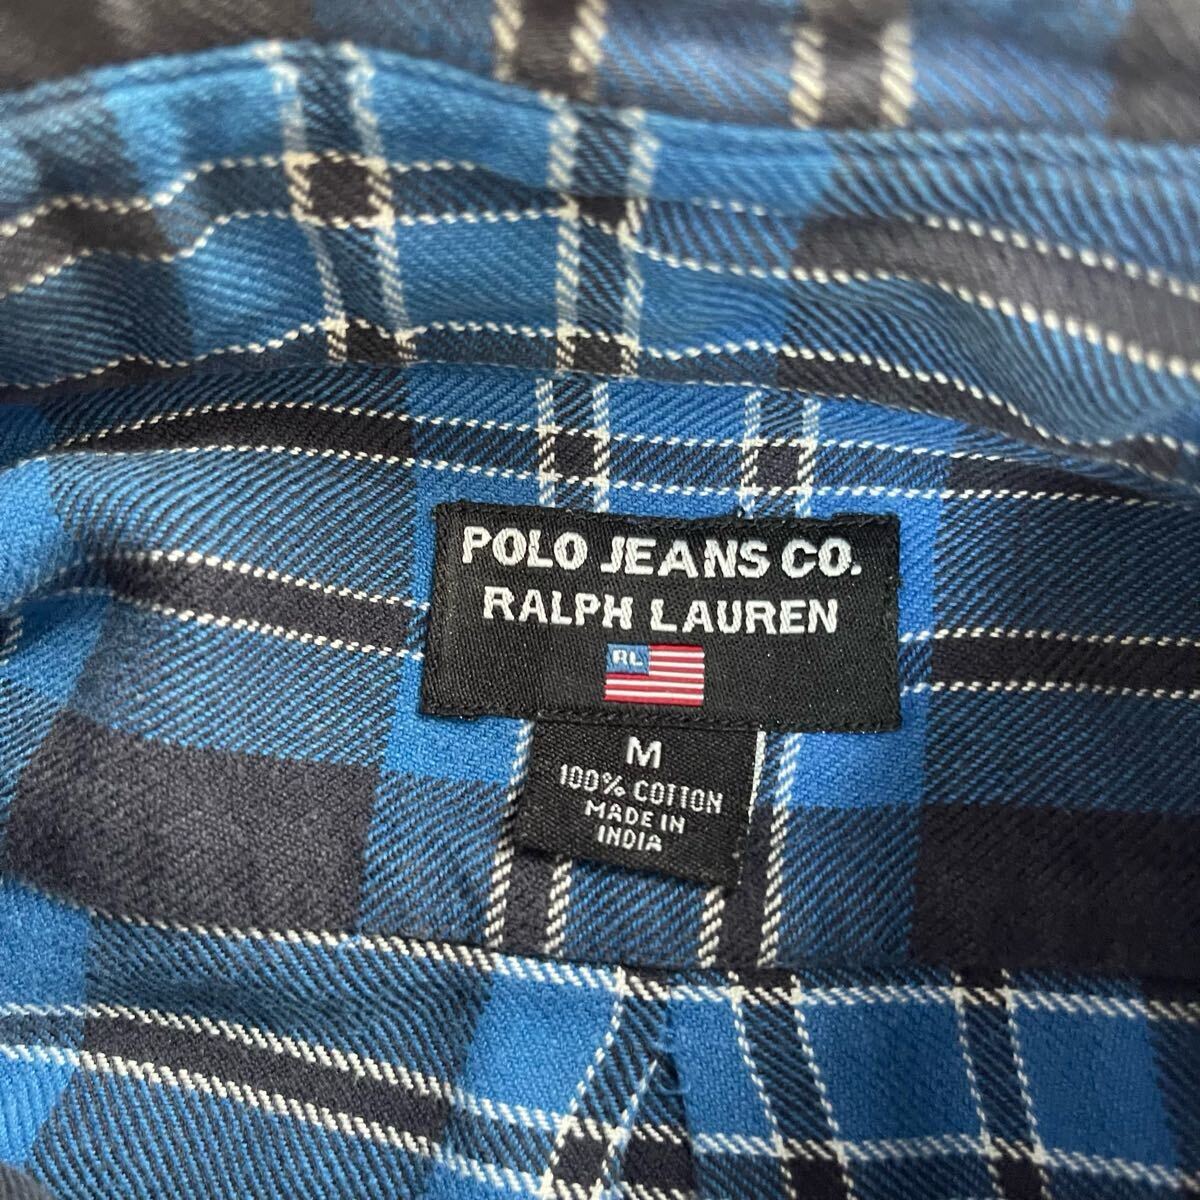 POLO JEANS CO.
RALPH LAUREN
RL
M
100% COTTON
MADE IN
INDIA